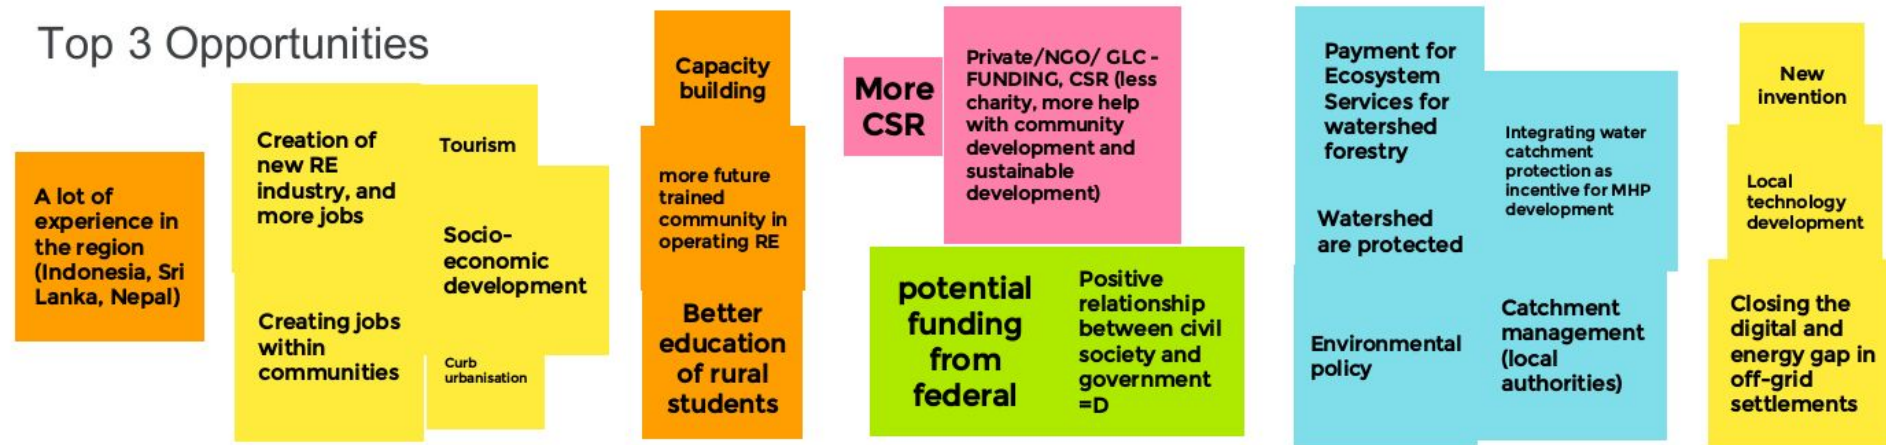 Top 3 Opportunities
A lot of
experience in
the region
(Indonesia, Sri
Lanka, Nepal)
Creation of
new RE
industry, and
more jobs
Tourism
Socio-
economic
development
Creating jobs
within
communities
Curb
urbanisation
Capacity
building
more future
trained
community in
operating RE
Better
education
of rural
students
More
CSR
Private/NGO/ GLC -
FUNDING, CSR (less
charity, more help
with community
development and
sustainable
development)
potential
funding
from
federal
Positive
relationship
between civil
society and
government
=D
Payment for
Ecosystem
Services for
watershed
forestry
Integrating water
catchment
protection as
incentive for MHP
development
Watershed
are protected
Environmental
policy
Catchment
management
(local
authorities)
New
invention
Local
technology
development
Closing the
digital and
energy gap in
off-grid
settlements